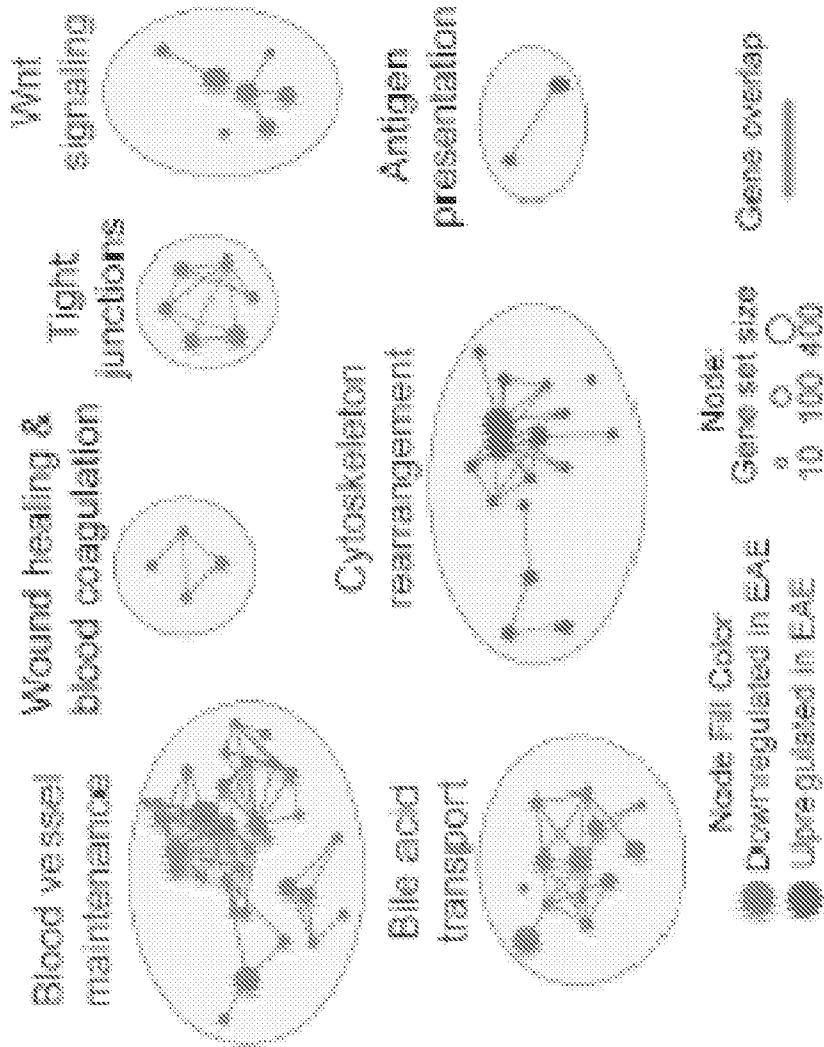 Blood vessel
maintenance
Wound healing &
blood coagulation
Tight
junctions
Wnt
signaling
Bile acid
transport
Cytoskeleton
rearrangement
Antigen
presentation
Node Fill Color
Downregulated in EAE
Upregulated in EAE
Node:
Gene set size
10 100 400
Gene overlap